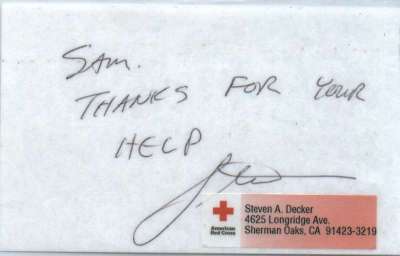 SAM.
THANKS FOR YOUR
HELP
Steven A. Decker
4625 Longridge Ave.
Sherman Oaks, CA 91423-3219
American
Red Cross